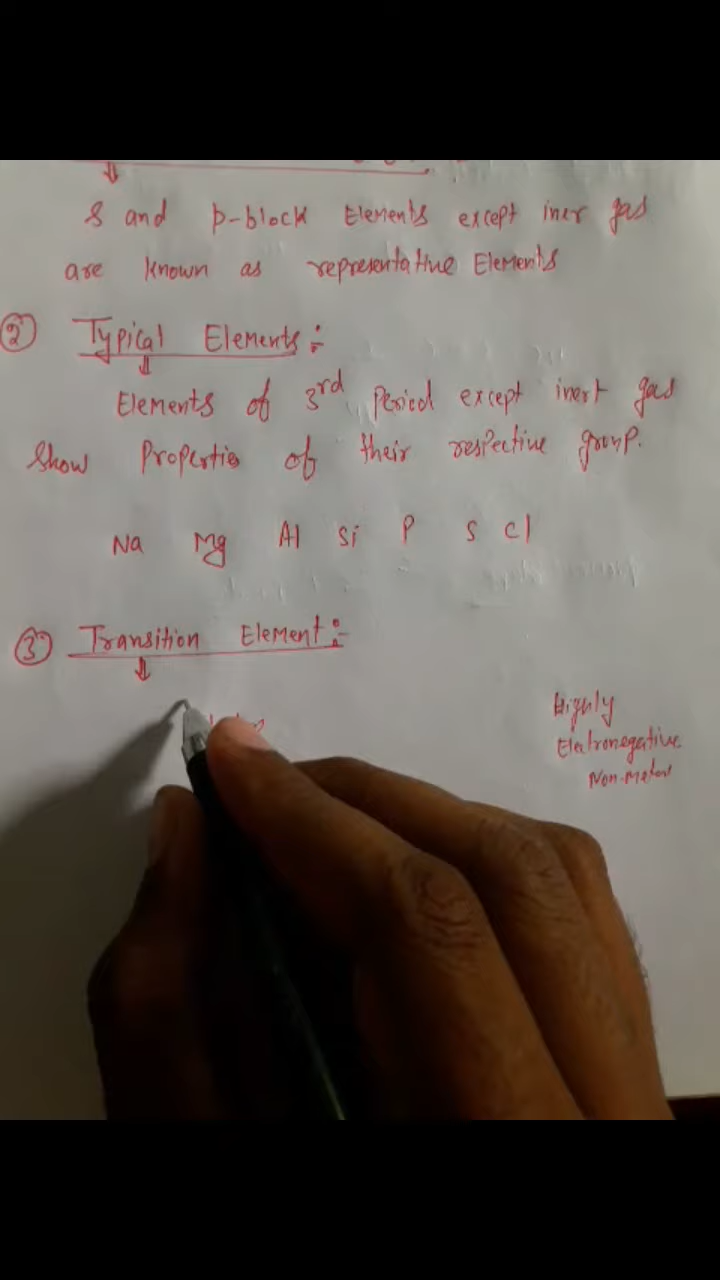 S and p-block Elements except iner gas
are known as representative Elements
② Typical Elements:-
Elements of 3rd Period except inert gas
Show Propertis of their respective group.
Na Mg Al Si P S Cl
③ Transition Element:-
Highly
Electronegative
Non-Metal